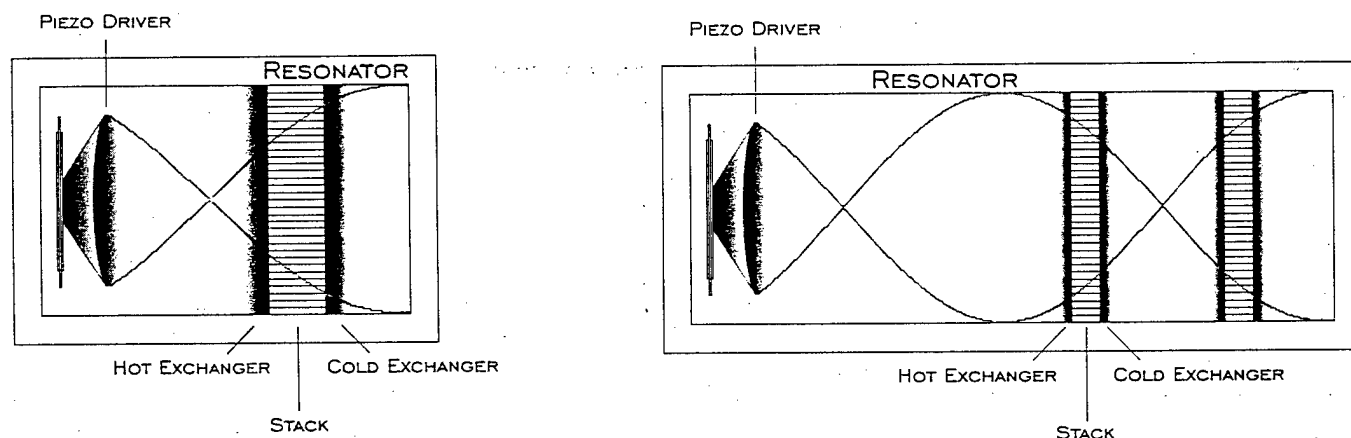 PIEZO DRIVER
RESONATOR
HOT EXCHANGER
COLD EXCHANGER
STACK
PIEZO DRIVER
RESONATOR
HOT EXCHANGER
COLD EXCHANGER
STACK